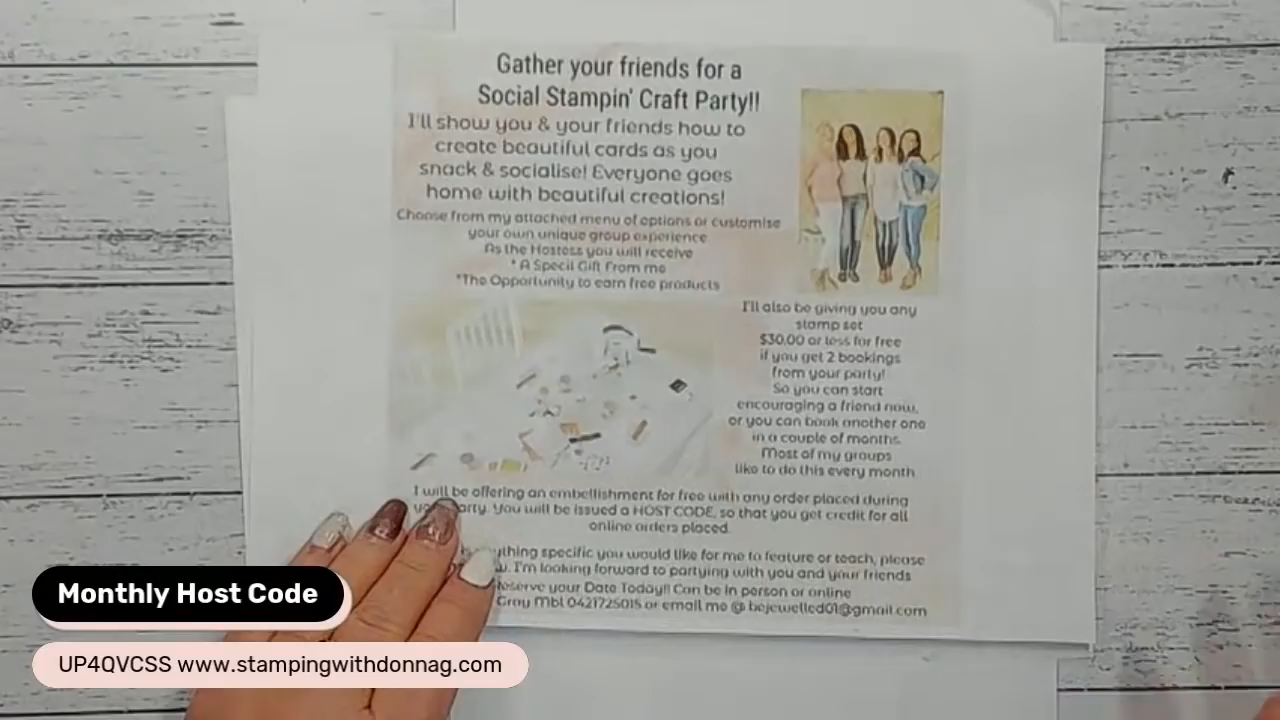 Gather your friends for a
Social Stampin' Craft Party!!
I'll show you & your friends how to
create beautiful cards as you
snack & socialise! Everyone goes
home with beautiful creations!
Choose from my attached menu of options or customise
your own unique group experience
As the Hostess you will receive
* A Specil Gift From me
*The Opportunity to earn free products
I'll also be giving you any
stamp set
$30.00 or less for free
if you get 2 bookings
from your party!
So you can start
encouraging a friend now,
or you can book another one
in a couple of months.
Most of my groups
like to do this every month
I will be offering an embellishment for free with any order placed during
party. You will be issued a HOST CODE, so that you get credit for all
online orders placed.
specific you would like for me to feature or teach, please
I'm looking forward to partying with you and your friends
your Date Today!! Can be in person or online
Gray Mbl 0421725015 or email me @ bejewelled01@gmail.com
Monthly Host Code
UP4QVCSS www.stampingwithdonnag.com